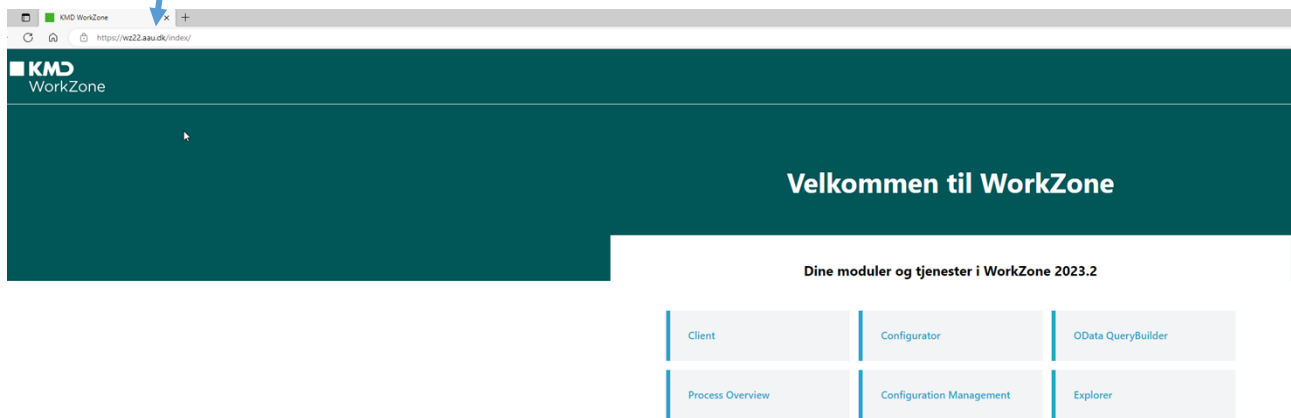 KMD WorkZone
https://wz22.aau.dk/index/
KMD
WorkZone
Velkommen til WorkZone
Dine moduler og tjenester i WorkZone 2023.2
Client
Configurator
OData QueryBuilder
Process Overview
Configuration Management
Explorer